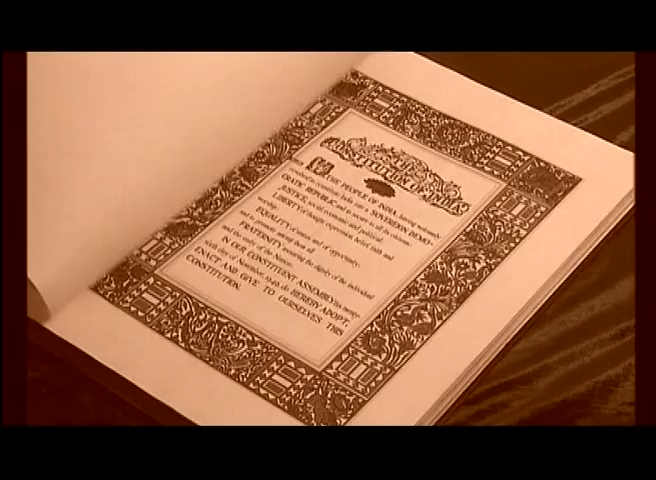 THE
CONSTITUTION OF INDIA
WE, THE PEOPLE OF INDIA, having solemnly
resolved to constitute India into a SOVEREIGN DEMO-
CRATIC REPUBLIC and to secure to all its citizens:
JUSTICE, social, economic and political;
LIBERTY of thought, expression, belief, faith and
worship;
EQUALITY of status and of opportunity;
and to promote among them all
FRATERNITY assuring the dignity of the individual
and the unity of the Nation;
IN OUR CONSTITUENT ASSEMBLY this twenty-
sixth day of November, 1949, do HEREBY ADOPT,
ENACT AND GIVE TO OURSELVES THIS
CONSTITUTION.